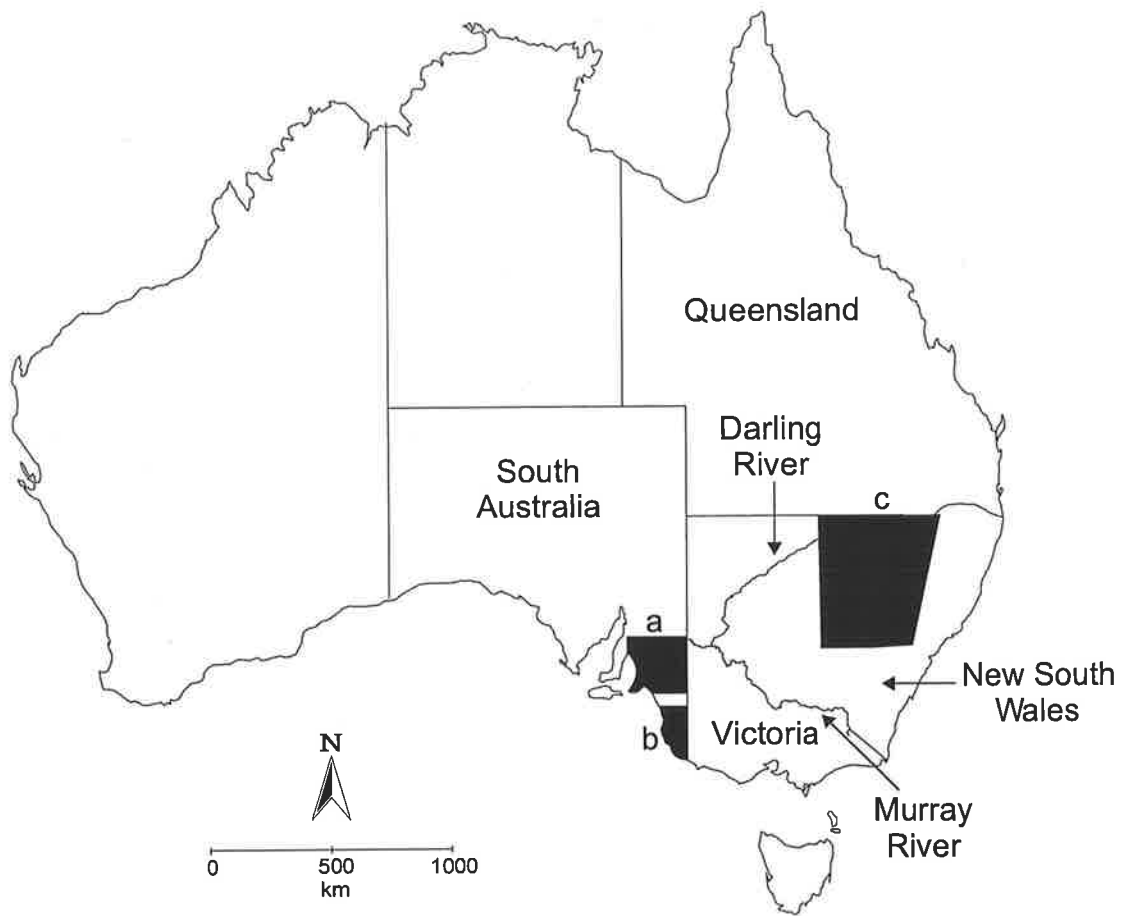 Queensland
Darling
River
South
Australia
c
a
New South
Wales
b
Victoria
N
Murray
River
0
500
1000
km